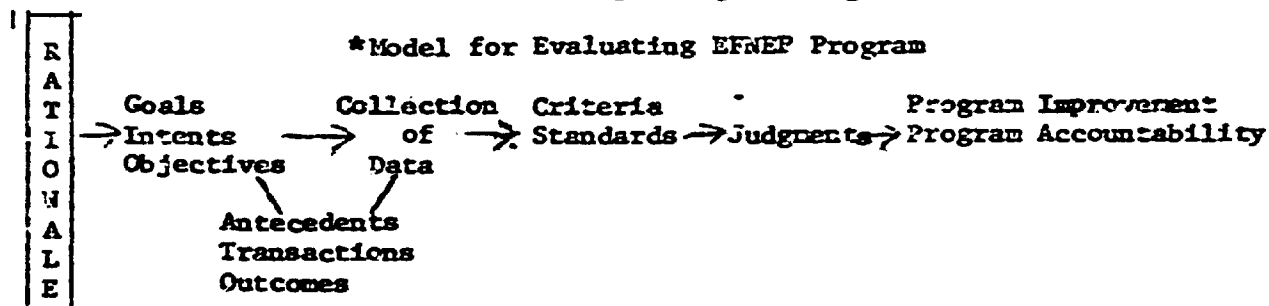 *Model for Evaluating EFNEP Program
RATIONALE
Goals
Intents
Objectives
Collection
of
Data
Criteria
Standards
Judgments
Program Improvement
Program Accountability
Antecedents
Transactions
Outcomes